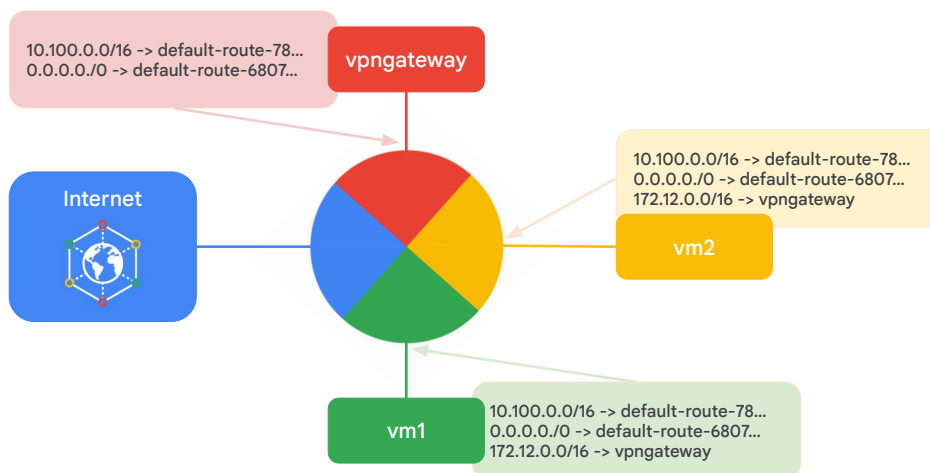 10.100.0.0/16 -> default-route-78...
0.0.0.0./0 -> default-route-6807...
vpngateway
10.100.0.0/16 -> default-route-78...
0.0.0.0./0 -> default-route-6807...
172.12.0.0/16 -> vpngateway
Internet
vm2
vm1
10.100.0.0/16 -> default-route-78...
0.0.0.0./0 -> default-route-6807...
172.12.0.0/16 -> vpngateway